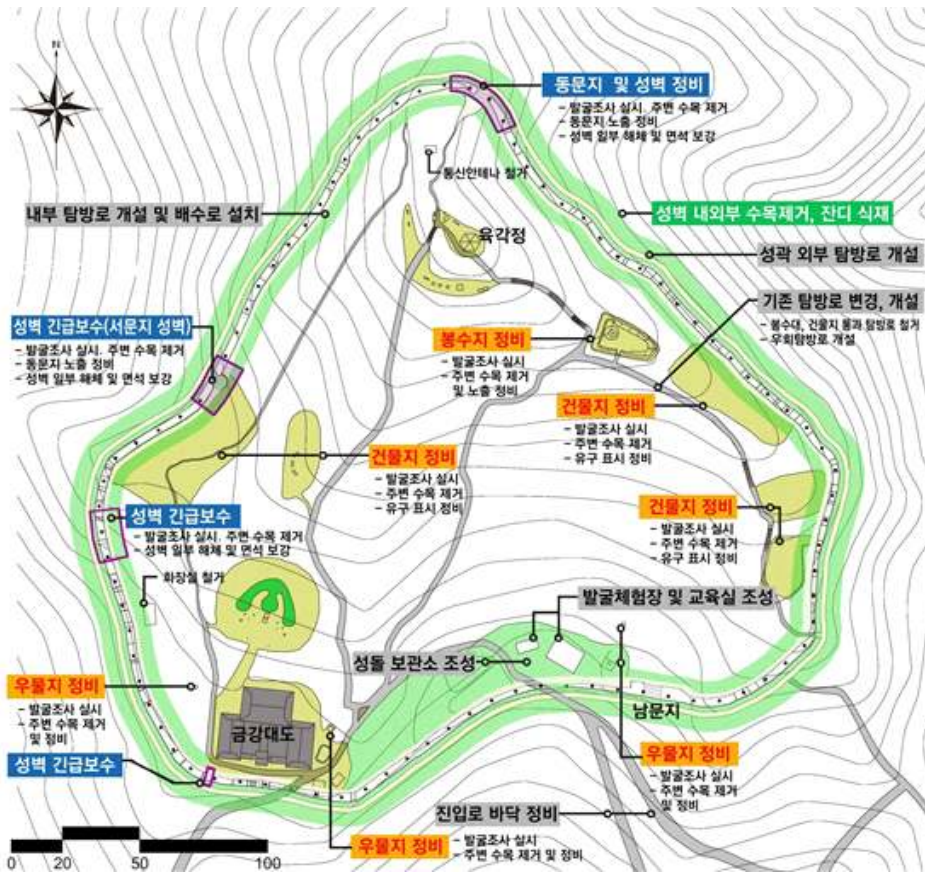 N
동문지 및 성벽 정비
- 발굴조사 실시. 주변 수목 제거
- 동문지 노출 정비
- 성벽 일부 해체 및 면석 보강
통신안테나 철거
내부 탐방로 개설 및 배수로 설치
성벽 내외부 수목제거, 잔디 식재
육각정
성곽 외부 탐방로 개설
기존 탐방로 변경, 개설
- 봉수대, 건물지 통과 탐방로 철거
- 우회탐방로 개설
성벽 긴급보수(서문지 성벽)
- 발굴조사 실시. 주변 수목 제거
- 동문지 노출 정비
- 성벽 일부 해체 및 면석 보강
봉수지 정비
- 발굴조사 실시
- 주변 수목 제거
및 노출 정비
건물지 정비
- 발굴조사 실시
- 주변 수목 제거
- 유구 표시 정비
건물지 정비
- 발굴조사 실시
- 주변 수목 제거
- 유구 표시 정비
건물지 정비
- 발굴조사 실시
- 주변 수목 제거
- 유구 표시 정비
성벽 긴급보수
- 발굴조사 실시. 주변 수목 제거
- 성벽 일부 해체 및 면석 보강
화장실 철거
발굴체험장 및 교육실 조성
성돌 보관소 조성
우물지 정비
- 발굴조사 실시
- 주변 수목 제거
및 정비
금강대도
남문지
성벽 긴급보수
우물지 정비
- 발굴조사 실시
- 주변 수목 제거
및 정비
진입로 바닥 정비
우물지 정비
- 발굴조사 실시
- 주변 수목 제거 및 정비
0 20 50 100